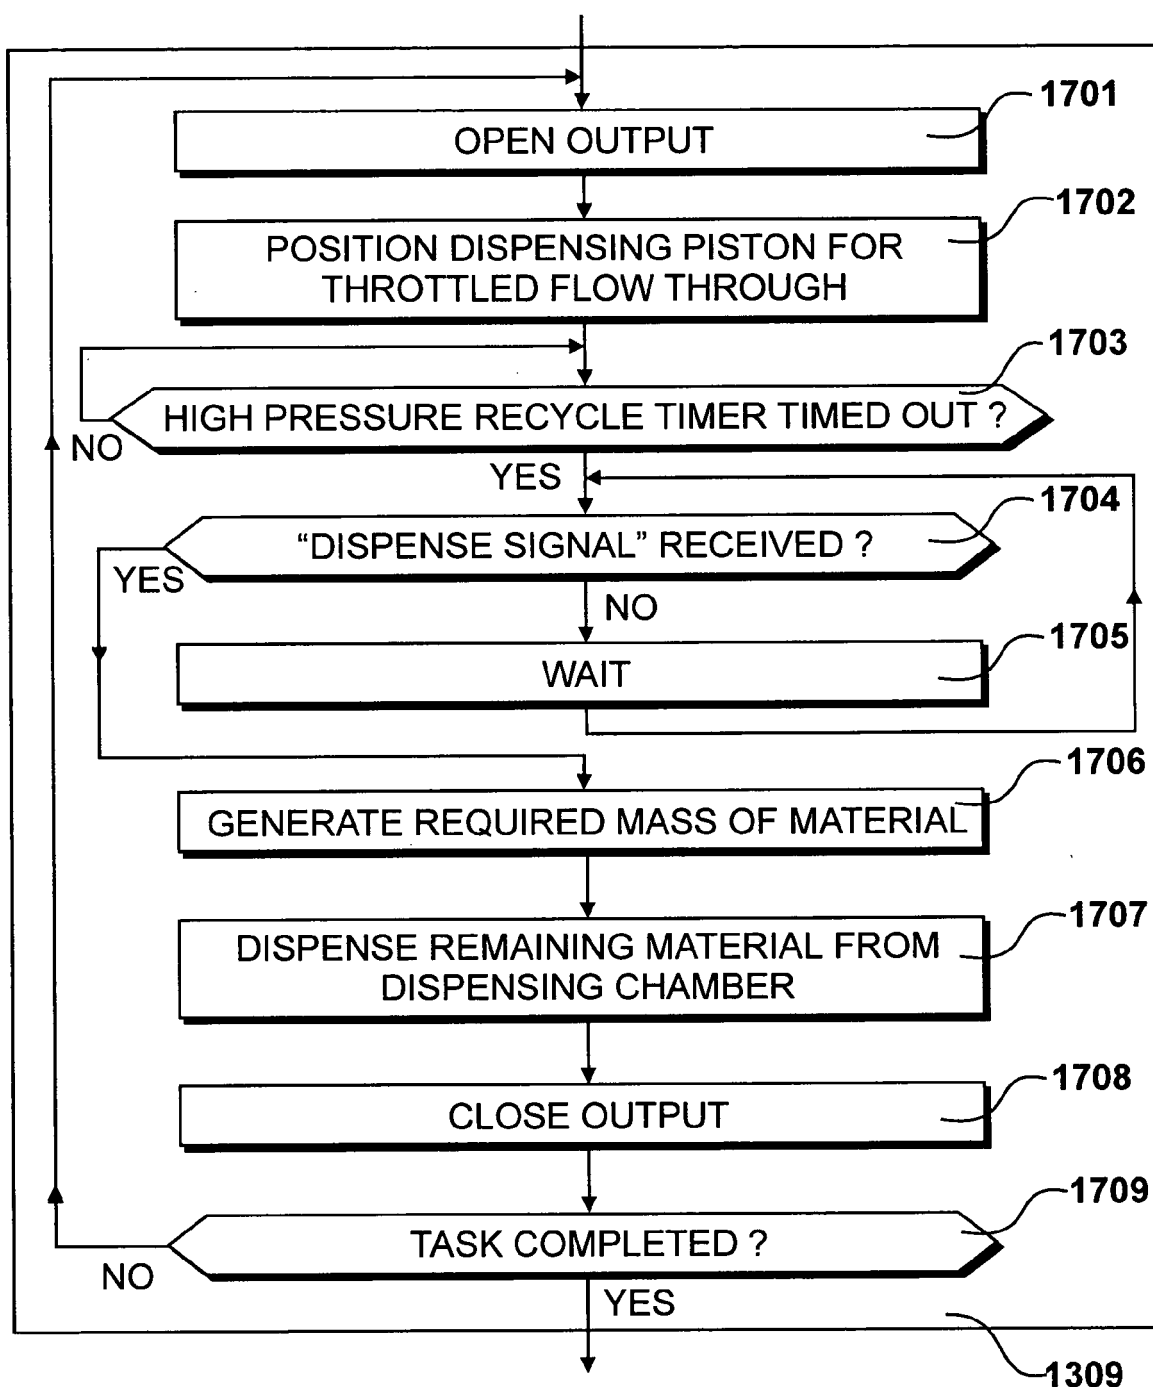 1701
OPEN OUTPUT
1702
POSITION DISPENSING PISTON FOR
THROTTLED FLOW THROUGH
1703
HIGH PRESSURE RECYCLE TIMER TIMED OUT ?
NO
YES
1704
“DISPENSE SIGNAL” RECEIVED ?
YES
NO
1705
WAIT
1706
GENERATE REQUIRED MASS OF MATERIAL
1707
DISPENSE REMAINING MATERIAL FROM
DISPENSING CHAMBER
1708
CLOSE OUTPUT
1709
TASK COMPLETED ?
NO
YES
1309